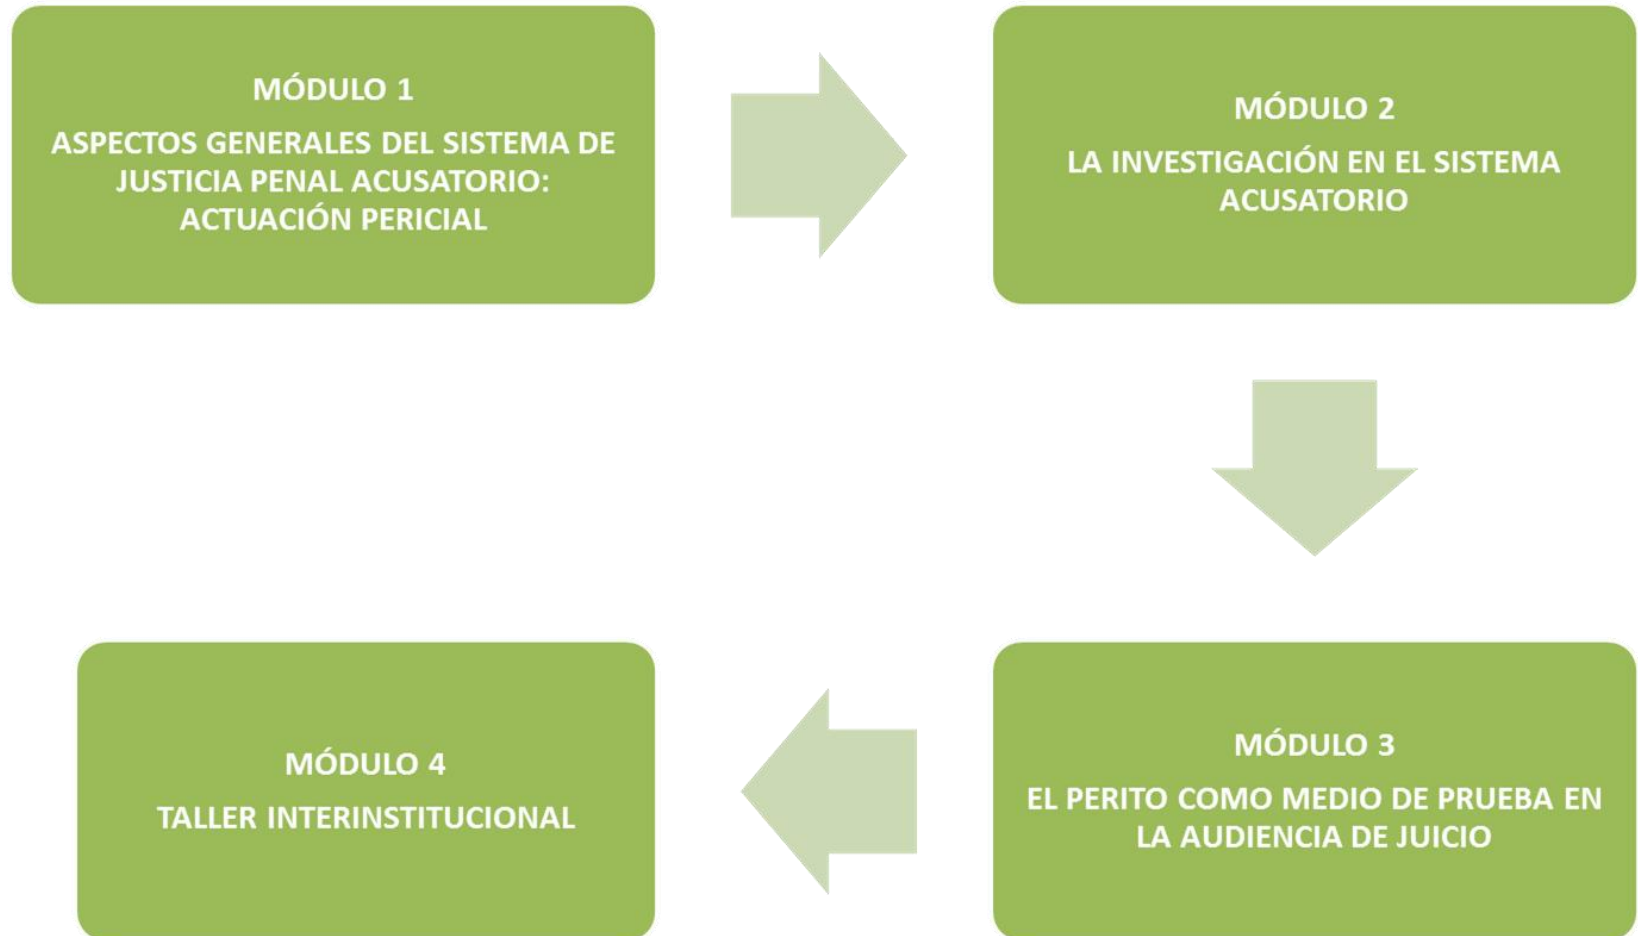 MÓDULO 1
ASPECTOS GENERALES DEL SISTEMA DE
JUSTICIA PENAL ACUSATORIO:
ACTUACIÓN PERICIAL
MÓDULO 2
LA INVESTIGACIÓN EN EL SISTEMA
ACUSATORIO
MÓDULO 3
EL PERITO COMO MEDIO DE PRUEBA EN
LA AUDIENCIA DE JUICIO
MÓDULO 4
TALLER INTERINSTITUCIONAL